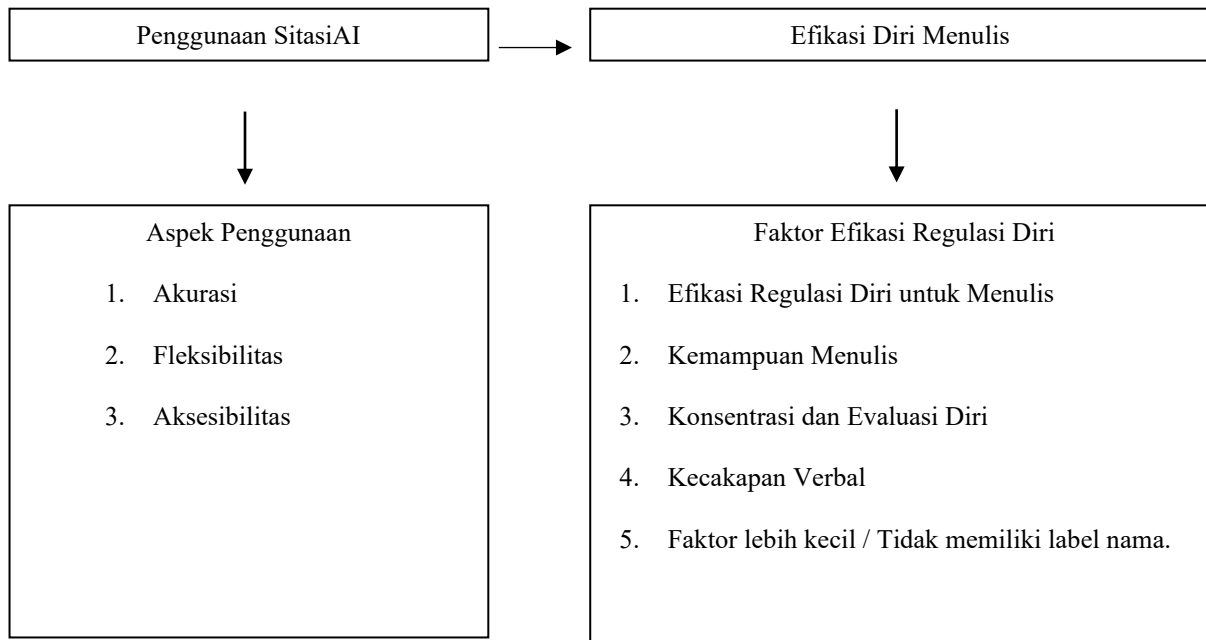 Penggunaan SitasiAI
Efikasi Diri Menulis
Aspek Penggunaan
1. Akurasi
2. Fleksibilitas
3. Aksesibilitas
Faktor Efikasi Regulasi Diri
1. Efikasi Regulasi Diri untuk Menulis
2. Kemampuan Menulis
3. Konsentrasi dan Evaluasi Diri
4. Kecakapan Verbal
5. Faktor lebih kecil / Tidak memiliki label nama.